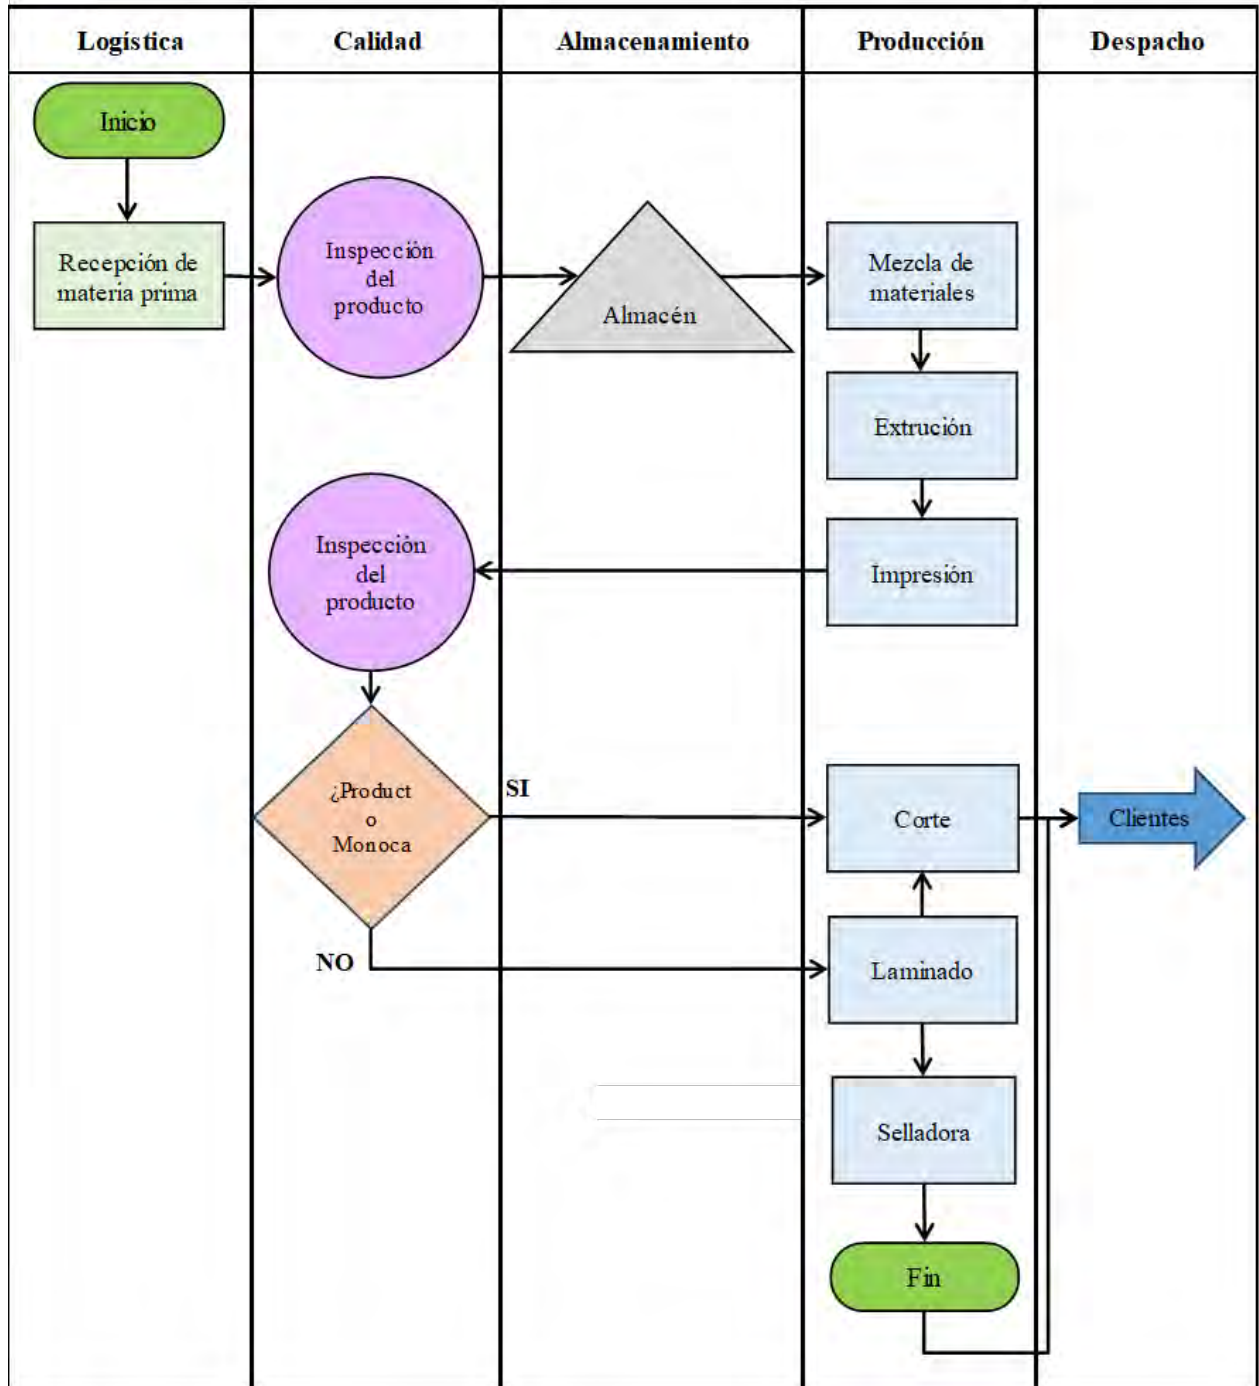 Logística
Calidad
Almacenamiento
Producción
Despacho
Inicio
Recepción de
materia prima
Inspección
del
producto
Almacén
Mezcla de
materiales
Extrución
Impresión
Inspección
del
producto
¿Product
o
Monoca
SI
NO
Corte
Clientes
Laminado
Selladora
Fin